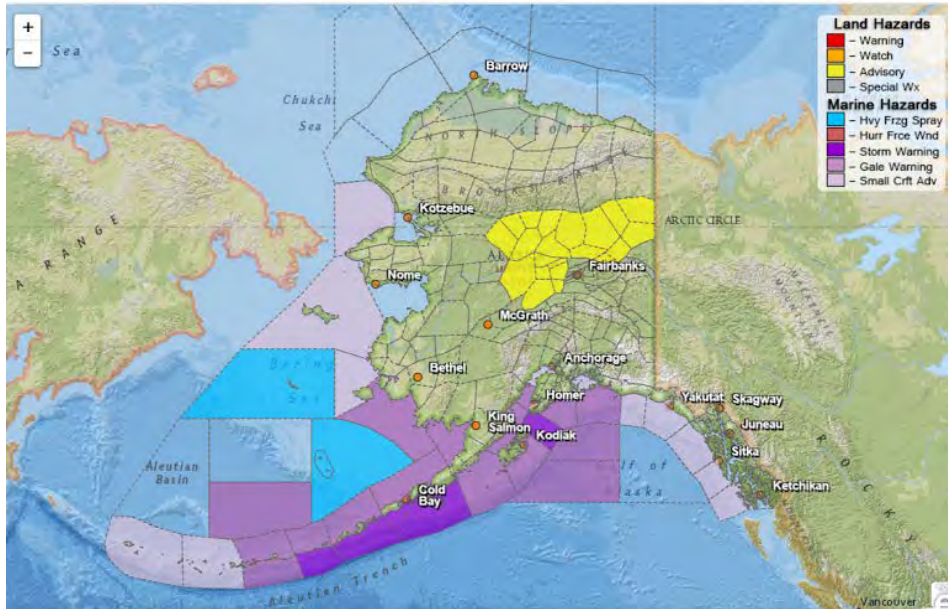 +
−
Sea
Chukchi
Sea
Barrow
NORTH SLOPE
BROOKS RANGE
Kotzebue
ARCTIC CIRCLE
A RANGE
Nome
Fairbanks
McGrath
Bering
Sea
Bethel
Anchorage
Homer
King
Salmon
Kodiak
Yakutat
Skagway
Juneau
Sitka
Ketchikan
Gulf of
Alaska
Aleutian
Basin
Cold
Bay
Aleutian Trench
Vancouver
Land Hazards
– Warning
– Watch
– Advisory
– Special Wx
Marine Hazards
– Hvy Frzg Spray
– Hurr Frce Wnd
– Storm Warning
– Gale Warning
– Small Crft Adv